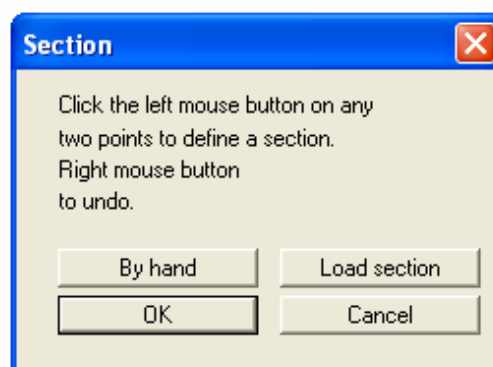 Section
Click the left mouse button on any
two points to define a section.
Right mouse button
to undo.
By hand
Load section
OK
Cancel